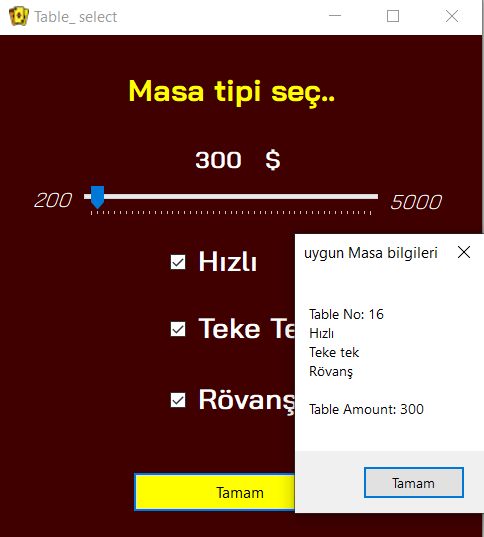 Table_ select
Masa tipi seç..
300 $
200
5000
Hızlı
Teke Te
Rövanş
Tamam
uygun Masa bilgileri
Table No: 16
Hızlı
Teke tek
Rövanş
Table Amount: 300
Tamam